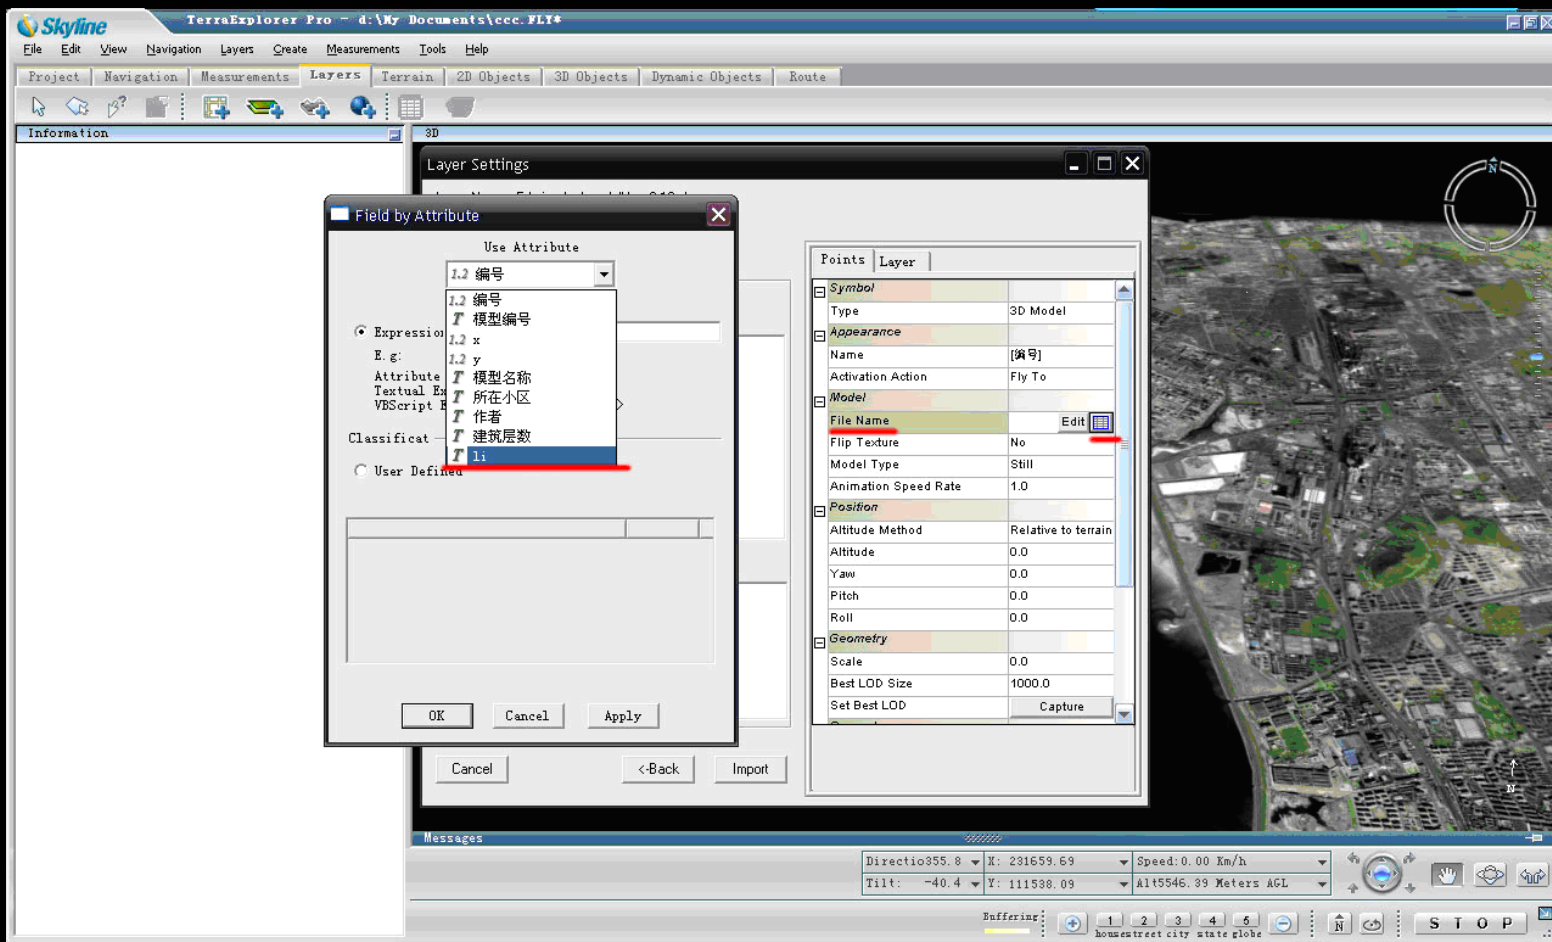 Skyline TerraExplorer Pro - d:\My Documents\ccc.FLY*
File Edit View Navigation Layers Create Measurements Tools Help
Project Navigation Measurements Layers Terrain 2D Objects 3D Objects Dynamic Objects Route
Information
3D
Layer Settings
Field by Attribute
Use Attribute
1.2 编号
1.2 编号
T 模型编号
1.2 x
1.2 y
T 模型名称
T 所在小区
T 作者
T 建筑层数
T li
Expression
E.g:
Attribute
Textual Ex
VBScript E
Classificat
User Defined
OK Cancel Apply
Cancel <-Back Import
Points Layer
Symbol
Type 3D Model
Appearance
Name [编号]
Activation Action Fly To
Model
File Name Edit
Flip Texture No
Model Type Still
Animation Speed Rate 1.0
Position
Altitude Method Relative to terrain
Altitude 0.0
Yaw 0.0
Pitch 0.0
Roll 0.0
Geometry
Scale 0.0
Best LOD Size 1000.0
Set Best LOD Capture
N
N
Messages
Directio355.8 X: 231659.69 Speed:0.00 Km/h
Tilt: -40.4 Y: 111538.09 Alt5546.39 Meters AGL
Buffering 1 2 3 4 5 N STOP
house street city state globe